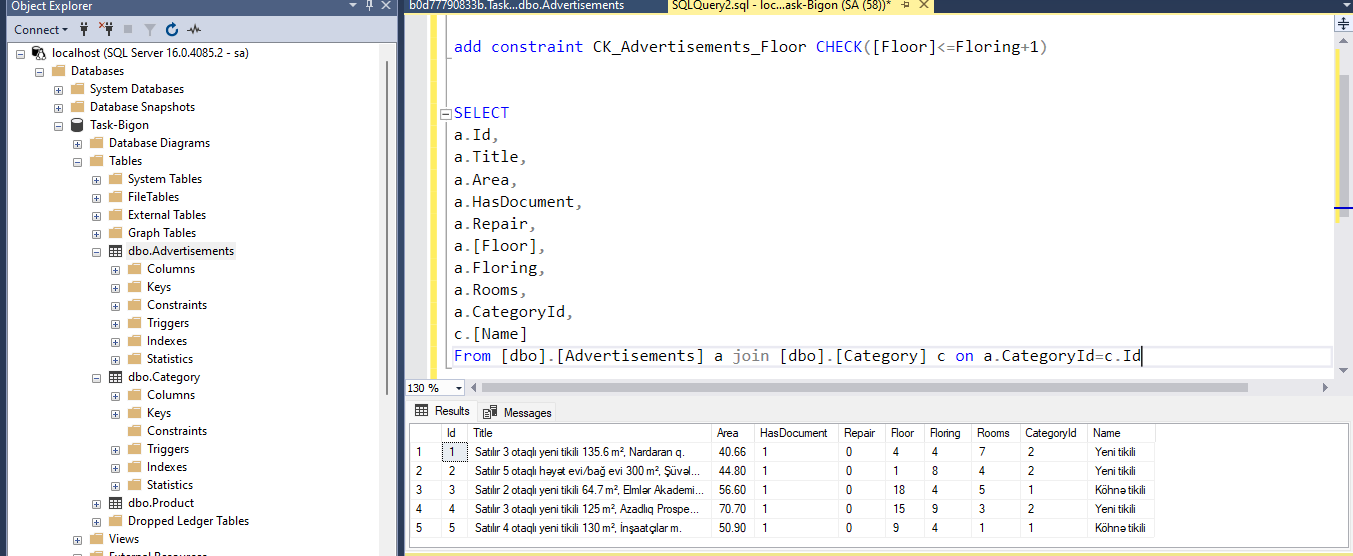 Object Explorer
b0d77790833b.Task...dbo.Advertisements
SQLQuery2.sql - loc...ask-Bigon (SA (58))*
Connect
localhost (SQL Server 16.0.4085.2 - sa)
Databases
System Databases
Database Snapshots
Task-Bigon
Database Diagrams
Tables
System Tables
FileTables
External Tables
Graph Tables
dbo.Advertisements
Columns
Keys
Constraints
Triggers
Indexes
Statistics
dbo.Category
Columns
Keys
Constraints
Triggers
Indexes
Statistics
dbo.Product
Dropped Ledger Tables
Views
External Resources
add constraint CK_Advertisements_Floor CHECK([Floor]<=Floring+1)
SELECT
a.Id,
a.Title,
a.Area,
a.HasDocument,
a.Repair,
a.[Floor],
a.Floring,
a.Rooms,
a.CategoryId,
c.[Name]
From [dbo].[Advertisements] a join [dbo].[Category] c on a.CategoryId=c.Id
130 %
Results Messages
Id Title Area HasDocument Repair Floor Floring Rooms CategoryId Name
1 1 Satılır 3 otaqlı yeni tikili 135.6 m², Nardaran q. 40.66 1 0 4 4 7 2 Yeni tikili
2 2 Satılır 5 otaqlı həyət evi/bağ evi 300 m², Şüvəl... 44.80 1 0 1 8 4 2 Yeni tikili
3 3 Satılır 2 otaqlı yeni tikili 64.7 m², Elmlər Akademi... 56.60 1 0 18 4 5 1 Köhnə tikili
4 4 Satılır 3 otaqlı yeni tikili 125 m², Azadlıq Prospe... 70.70 1 0 15 9 3 2 Yeni tikili
5 5 Satılır 4 otaqlı yeni tikili 130 m², İnşaatçılar m. 50.90 1 0 9 4 1 1 Köhnə tikili